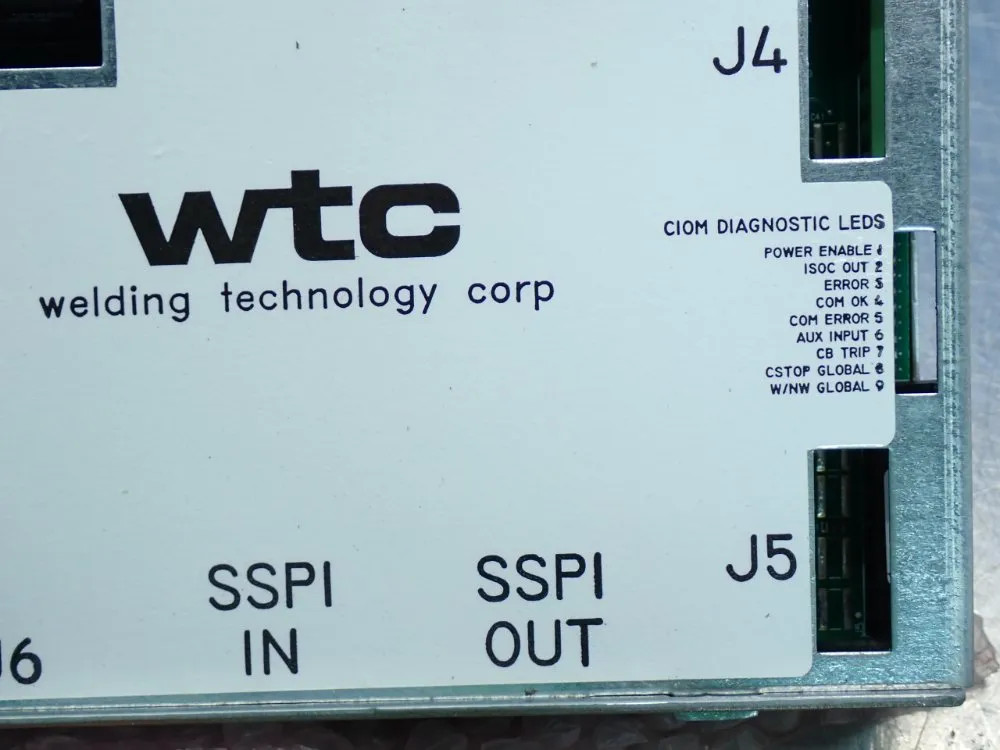 J4
wtc
welding technology corp
CIOM DIAGNOSTIC LEDS
POWER ENABLE 1
ISOC OUT 2
ERROR 3
COM OK 4
COM ERROR 5
AUX INPUT 6
CB TRIP 7
CSTOP GLOBAL 8
W/NW GLOBAL 9
J5
SSPI
IN
SSPI
OUT
J6